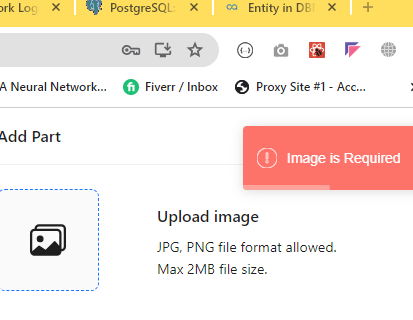 ork Log
PostgreSQL:
Entity in DB
A Neural Network...
Fiverr / Inbox
Proxy Site #1 - Acc...
Add Part
Image is Required
Upload image
JPG, PNG file format allowed.
Max 2MB file size.